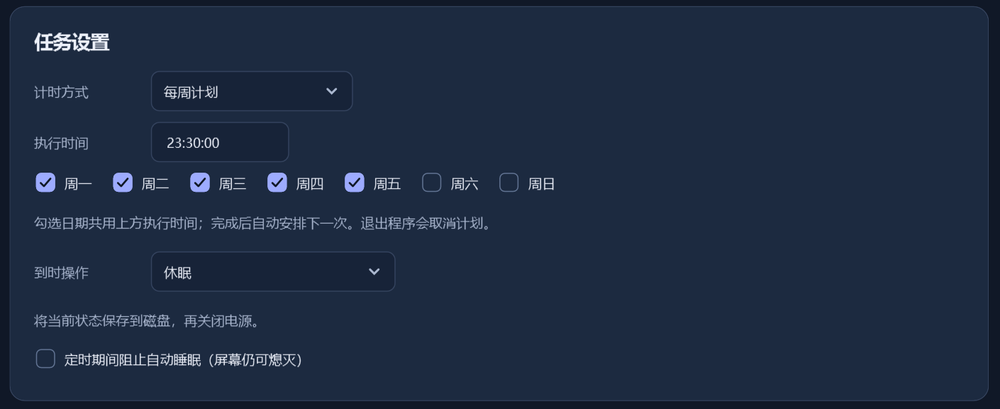 任务设置
计时方式 每周计划
执行时间 23:30:00
周一 周二 周三 周四 周五 周六 周日
勾选日期共用上方执行时间；完成后自动安排下一次。退出程序会取消计划。
到时操作 休眠
将当前状态保存到磁盘，再关闭电源。
定时期间阻止自动睡眠（屏幕仍可熄灭）